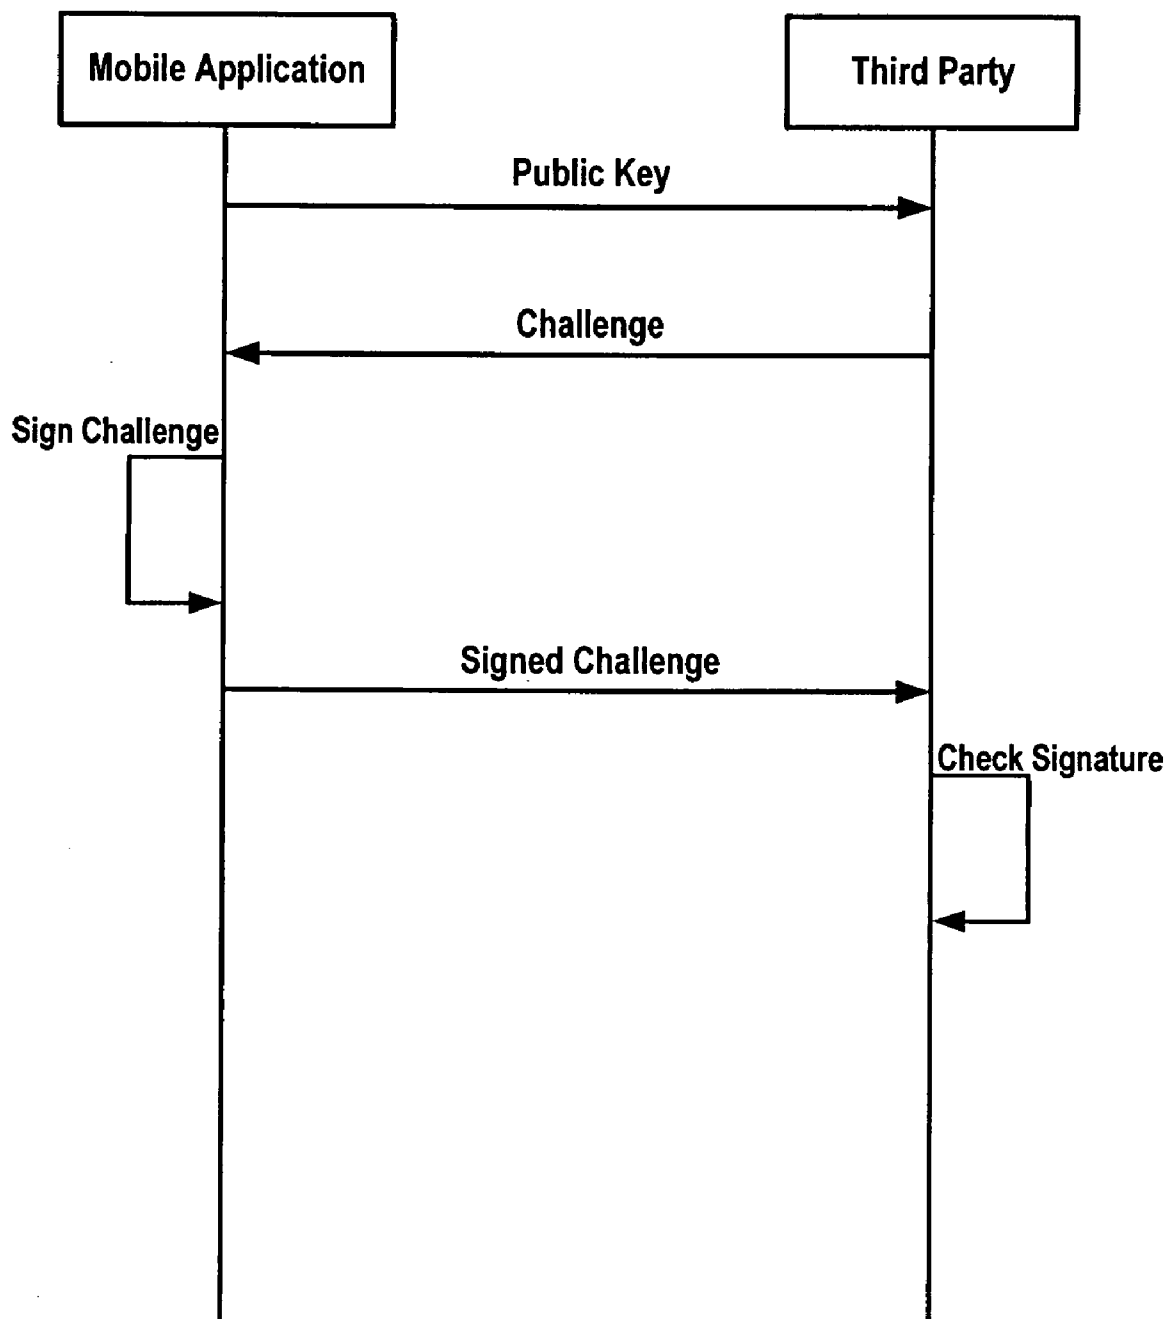 Mobile Application
Third Party
Public Key
Challenge
Sign Challenge
Signed Challenge
Check Signature